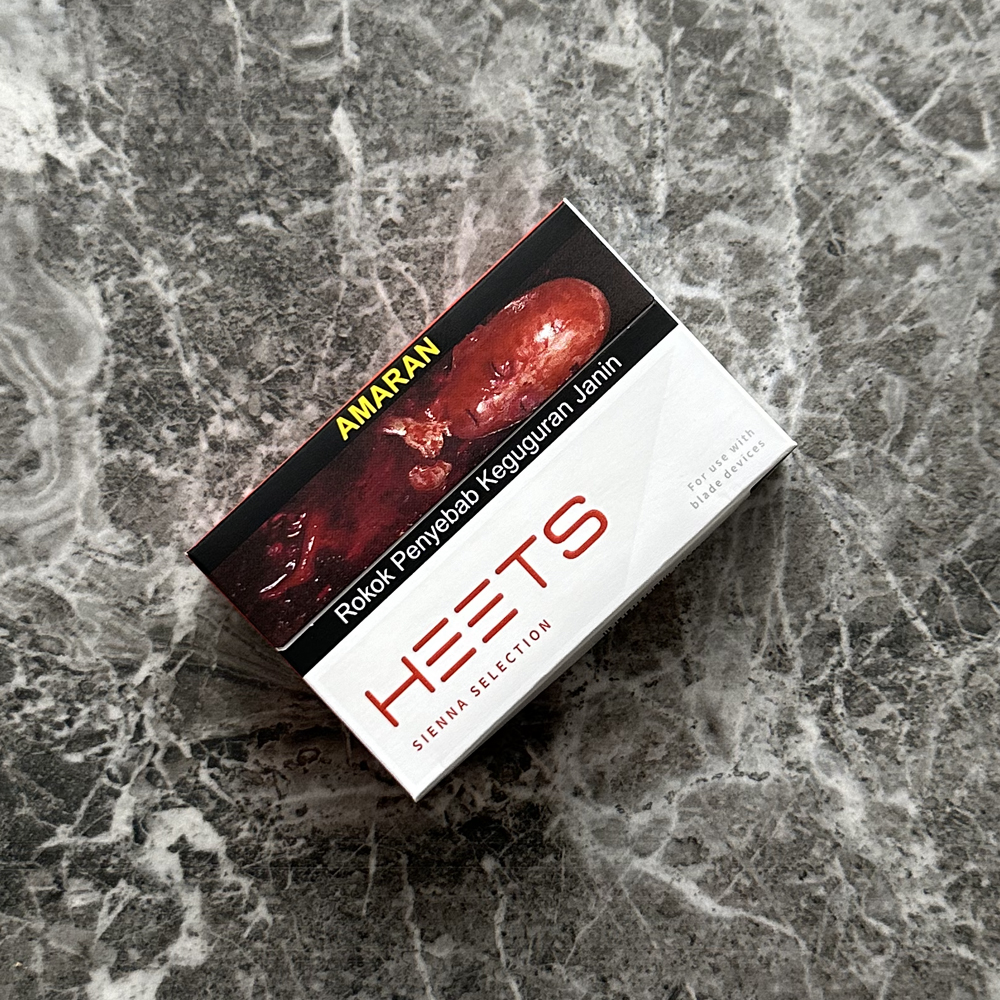 AMARAN
Rokok Penyebab Keguguran Janin
HEETS
SIENNA SELECTION
For use with
blade devices